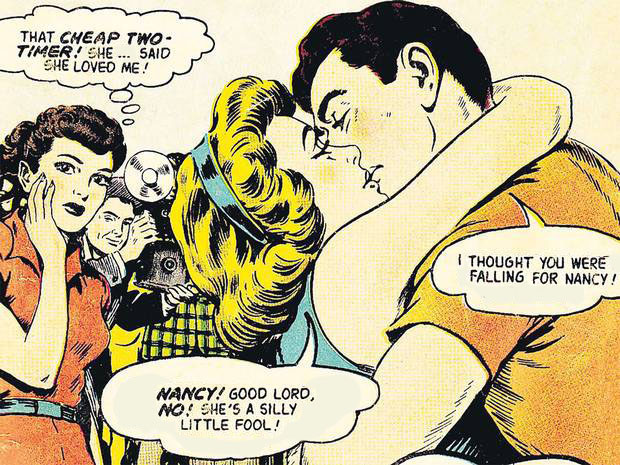 THAT CHEAP TWO-
TIMER! SHE ... SAID
SHE LOVED ME!
I THOUGHT YOU WERE
FALLING FOR NANCY!
NANCY! GOOD LORD,
NO! SHE'S A SILLY
LITTLE FOOL!